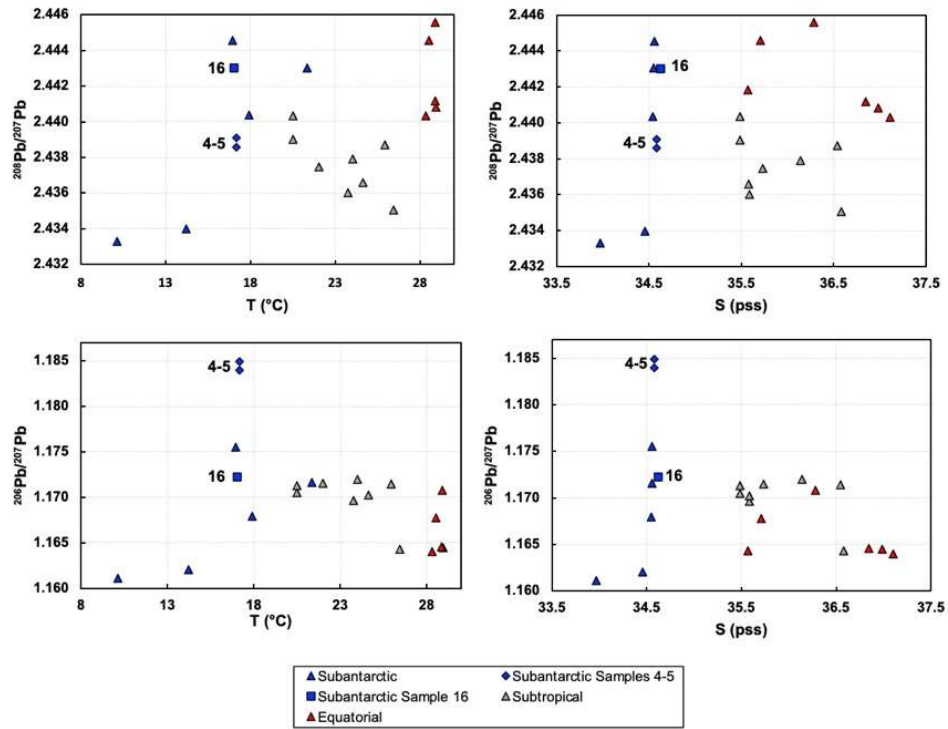 2.446
2.444
2.442
2.440
2.438
2.436
2.434
2.432
208Pb/207Pb
16
4-5
8 13 18 23 28
T (°C)
2.446
2.444
2.442
2.440
2.438
2.436
2.434
2.432
208Pb/207Pb
16
4-5
33.5 34.5 35.5 36.5 37.5
S (pss)
1.185
1.180
1.175
1.170
1.165
1.160
206Pb/207Pb
4-5
16
8 13 18 23 28
T (°C)
1.185
1.180
1.175
1.170
1.165
1.160
206Pb/207Pb
4-5
16
33.5 34.5 35.5 36.5 37.5
S (pss)
Subantarctic Subantarctic Samples 4-5
Subantarctic Sample 16 Subtropical
Equatorial